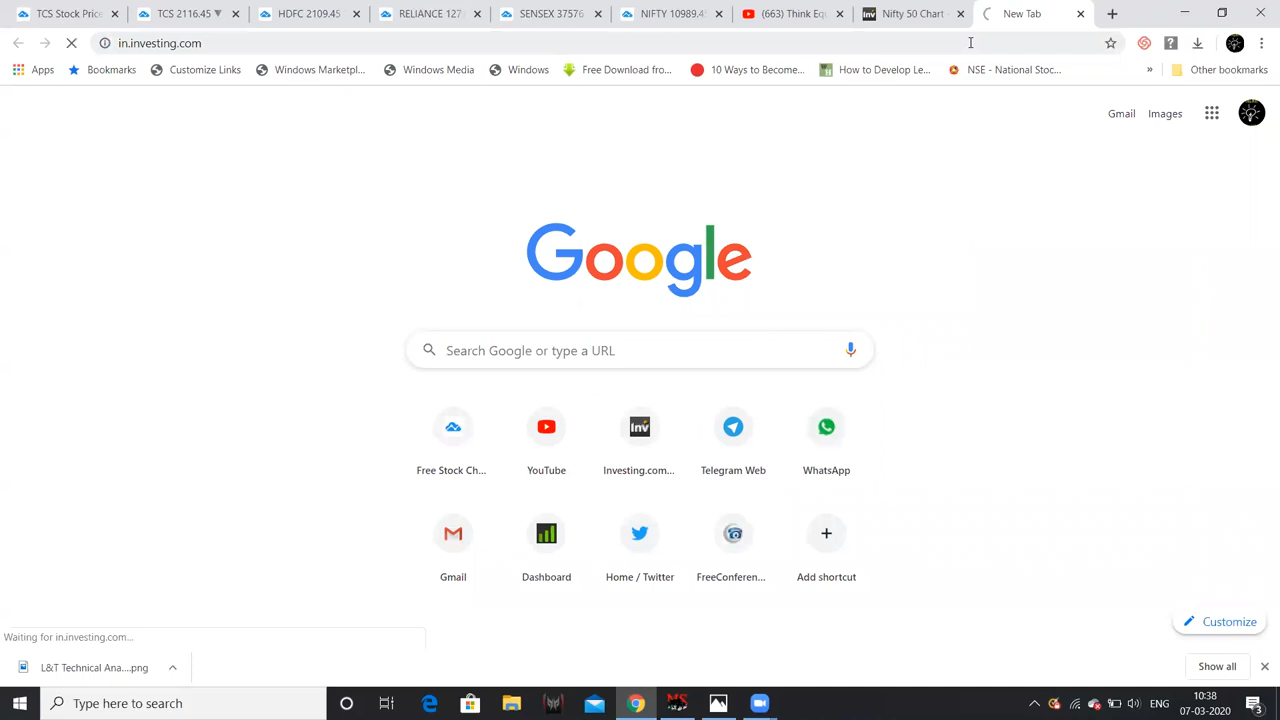 TCS Stock Price
TCS 2116.45 ▼
HDFC 2109.45
RELIANCE 127
SENSEX 37576
NIFTY 10989.4
(663) Think Eq
Nifty 50 Chart
New Tab
in.investing.com
Apps
Bookmarks
Customize Links
Windows Marketpl...
Windows Media
Windows
Free Download fro...
10 Ways to Become...
How to Develop Le...
NSE - National Stoc...
»
Other bookmarks
Gmail
Images
Google
Search Google or type a URL
Free Stock Ch...
YouTube
Inv
Investing.com...
Telegram Web
WhatsApp
Gmail
Dashboard
Home / Twitter
FreeConferen...
Add shortcut
Customize
Waiting for in.investing.com...
L&T Technical Ana....png
Show all
Type here to search
ENG
10:38
07-03-2020
3